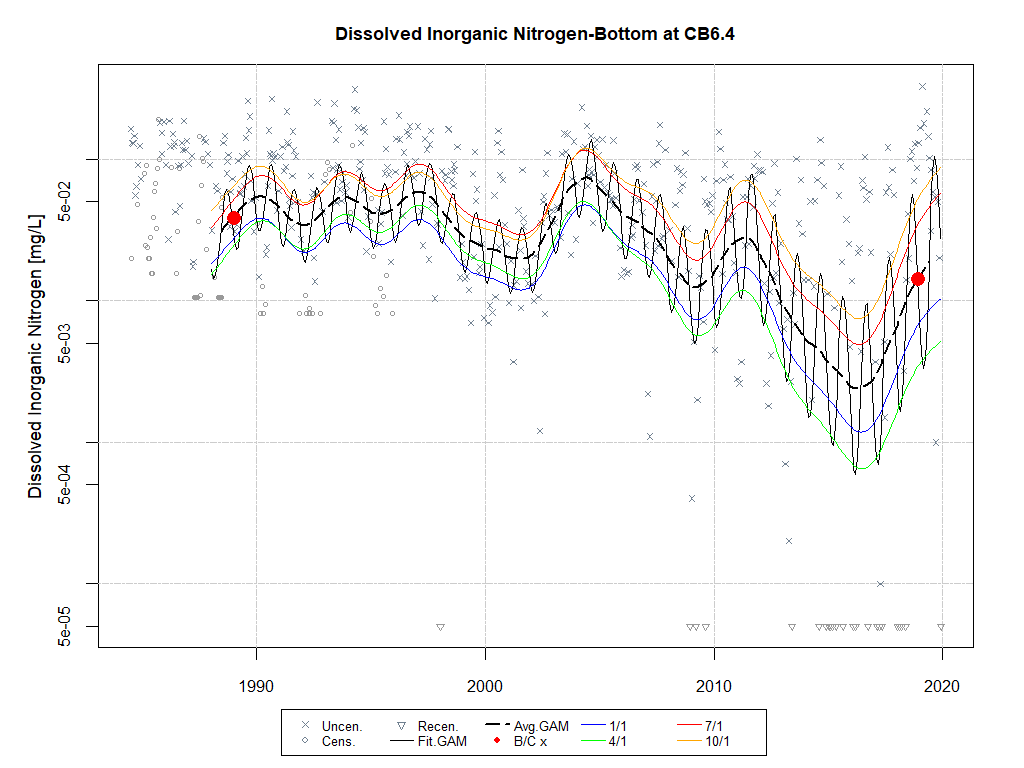 Dissolved Inorganic Nitrogen-Bottom at CB6.4
Dissolved Inorganic Nitrogen [mg/L]
5e-02
5e-03
5e-04
5e-05
1990 2000 2010 2020
Uncen. Recen. Avg.GAM 1/1 7/1
Cens. Fit.GAM B/C x 4/1 10/1